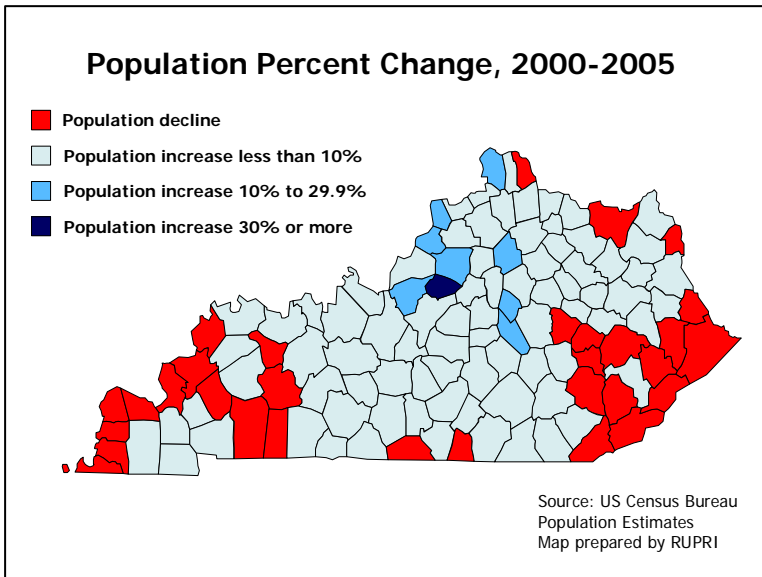 Population Percent Change, 2000-2005
Population decline
Population increase less than 10%
Population increase 10% to 29.9%
Population increase 30% or more
Source: US Census Bureau
Population Estimates
Map prepared by RUPRI